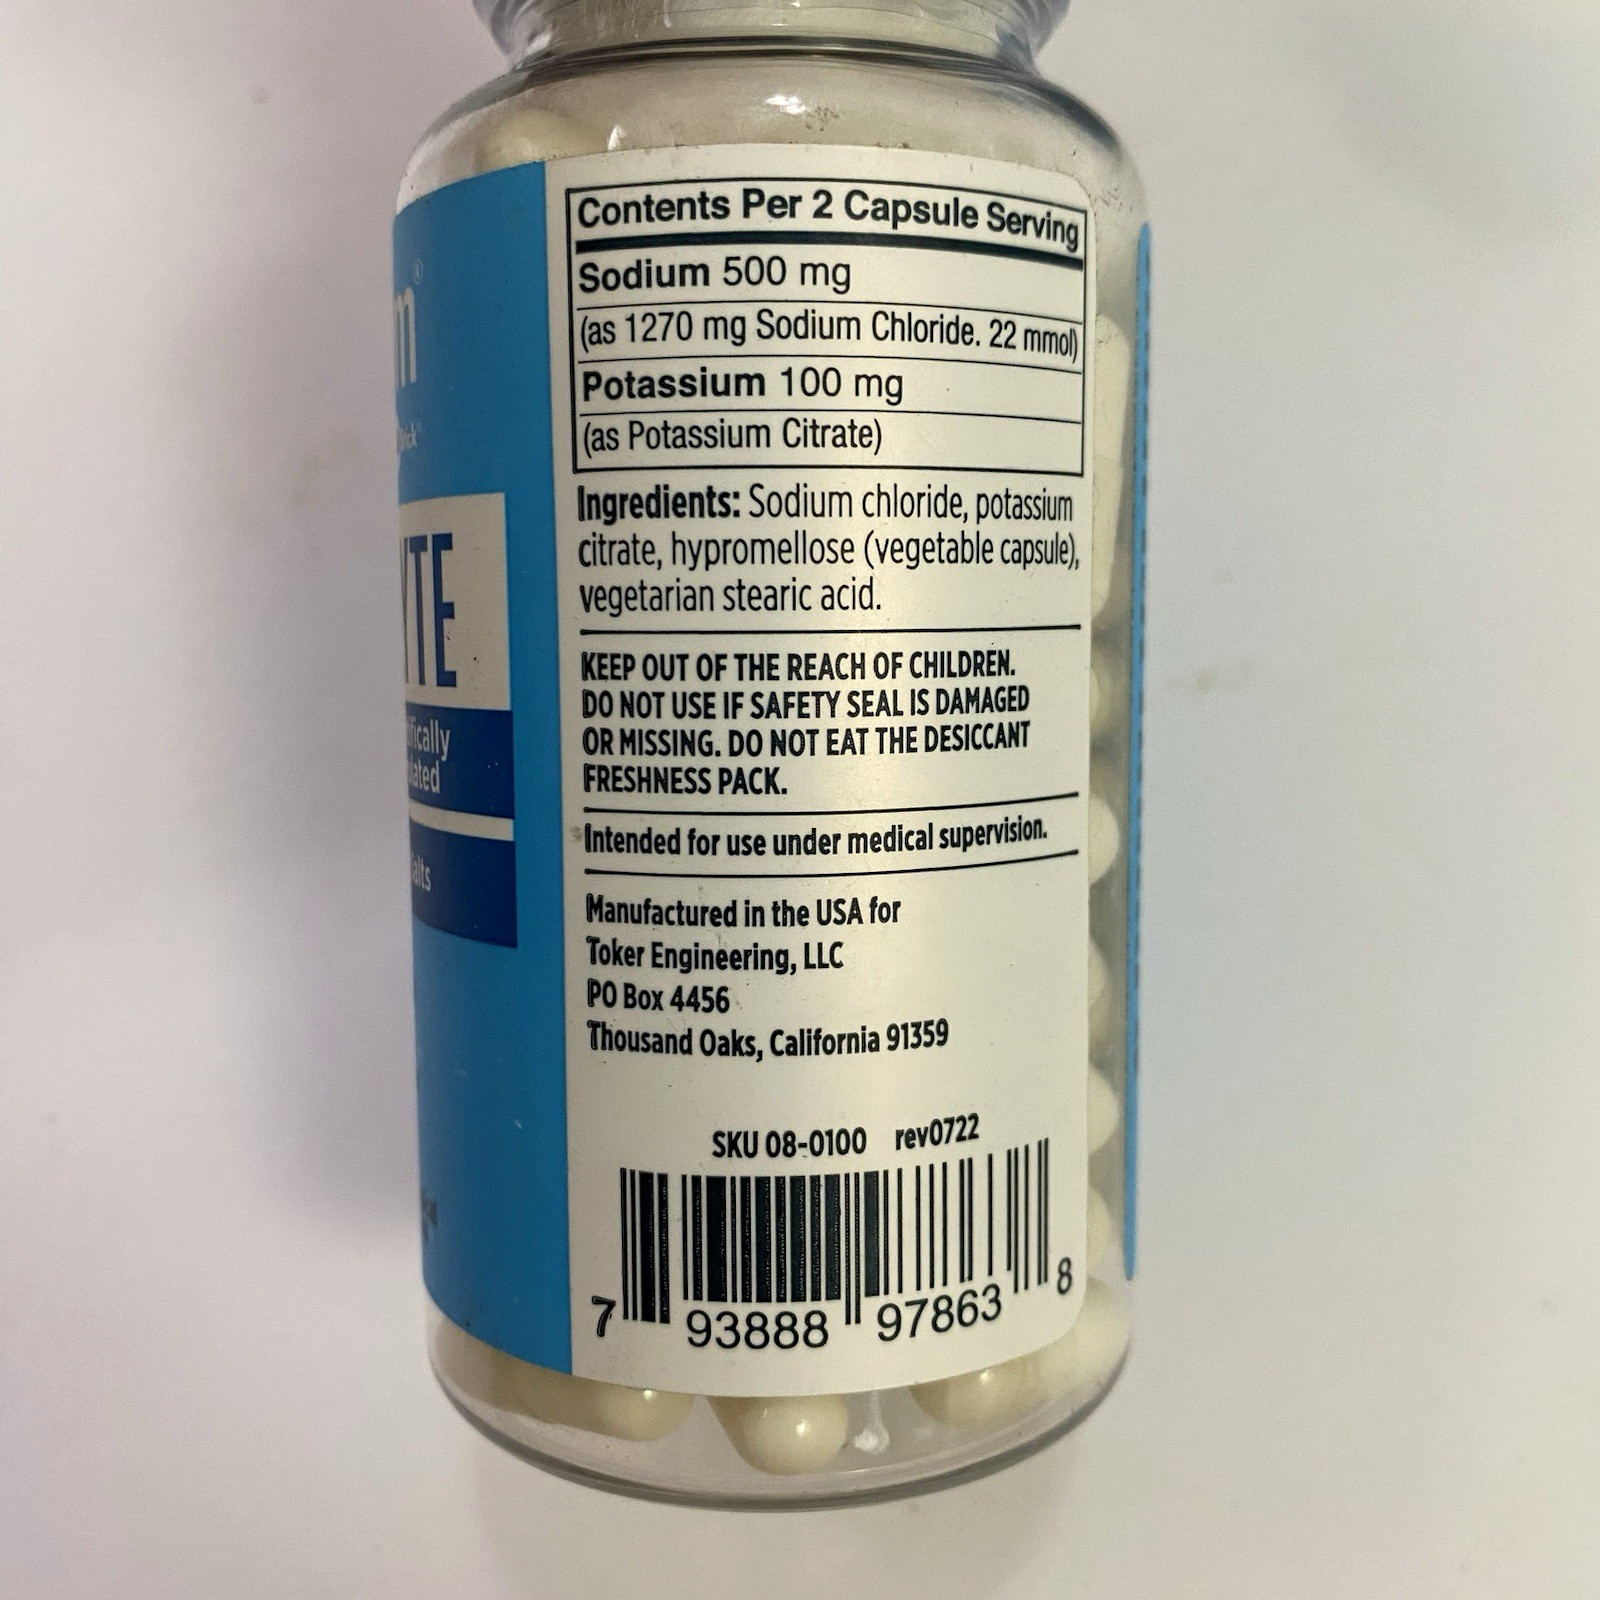 Contents Per 2 Capsule Serving
Sodium 500 mg
(as 1270 mg Sodium Chloride. 22 mmol)
Potassium 100 mg
(as Potassium Citrate)
Ingredients: Sodium chloride, potassium
citrate, hypromellose (vegetable capsule),
vegetarian stearic acid.
KEEP OUT OF THE REACH OF CHILDREN.
DO NOT USE IF SAFETY SEAL IS DAMAGED
OR MISSING. DO NOT EAT THE DESICCANT
FRESHNESS PACK.
Intended for use under medical supervision.
Manufactured in the USA for
Toker Engineering, LLC
PO Box 4456
Thousand Oaks, California 91359
SKU 08-0100 rev0722
7 93888 97863 8